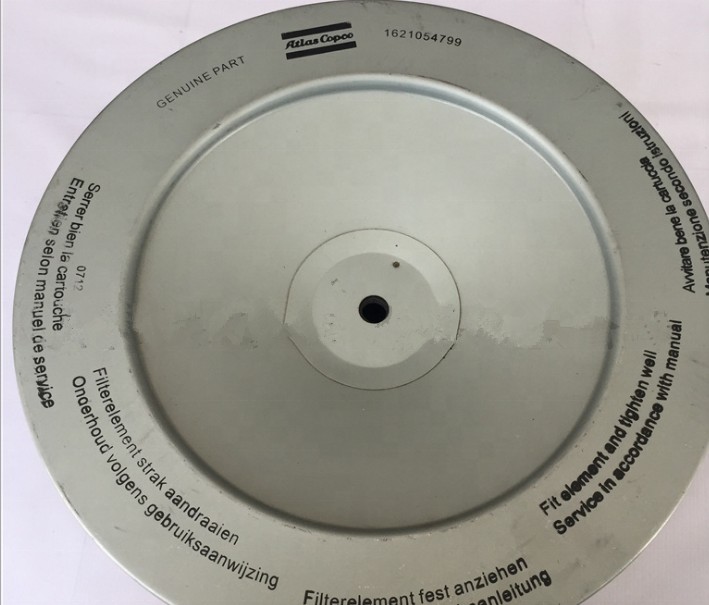 GENUINE PART
Atlas Copco
1621054799
Avvitare bene la cartuccia
Manutenzione secondo istruzioni
Fit element and tighten well
Service in accordance with manual
Filterelement fest anziehen
Filterelement strak aandraaien
Onderhoud volgens gebruiksaanwijzing
Serrer bien la cartouche
Entretien selon manuel de service
0712